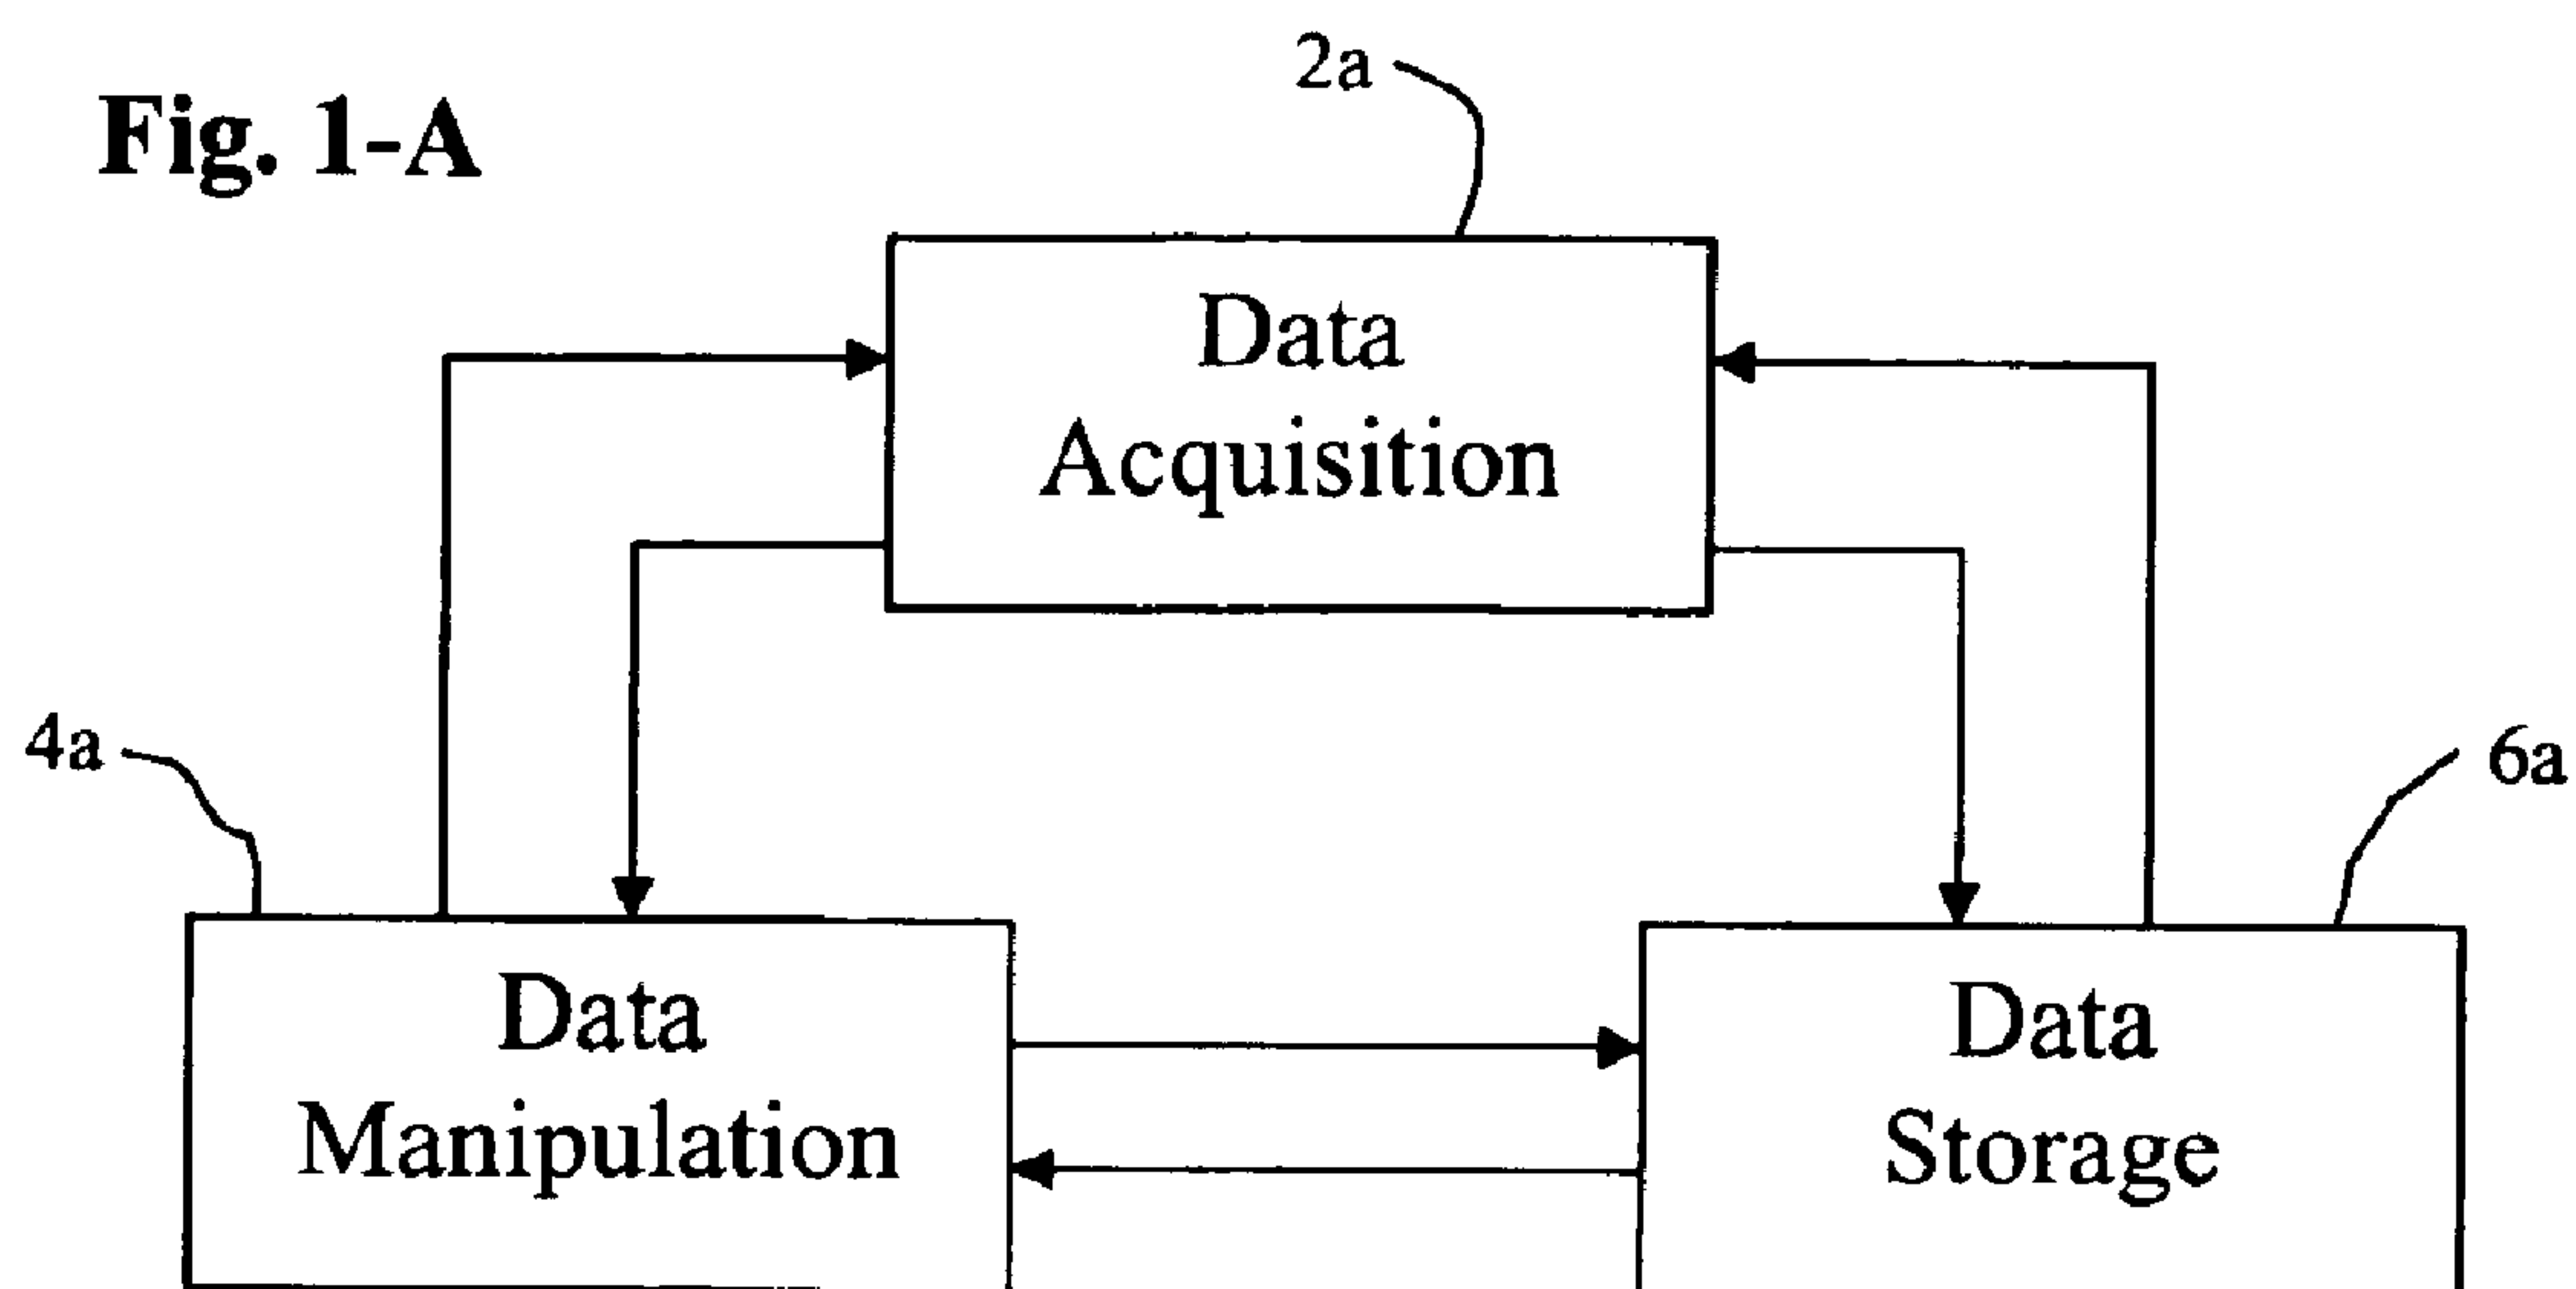 Fig. 1-A
2a
Data
Acquisition
4a
6a
Data
Manipulation
Data
Storage